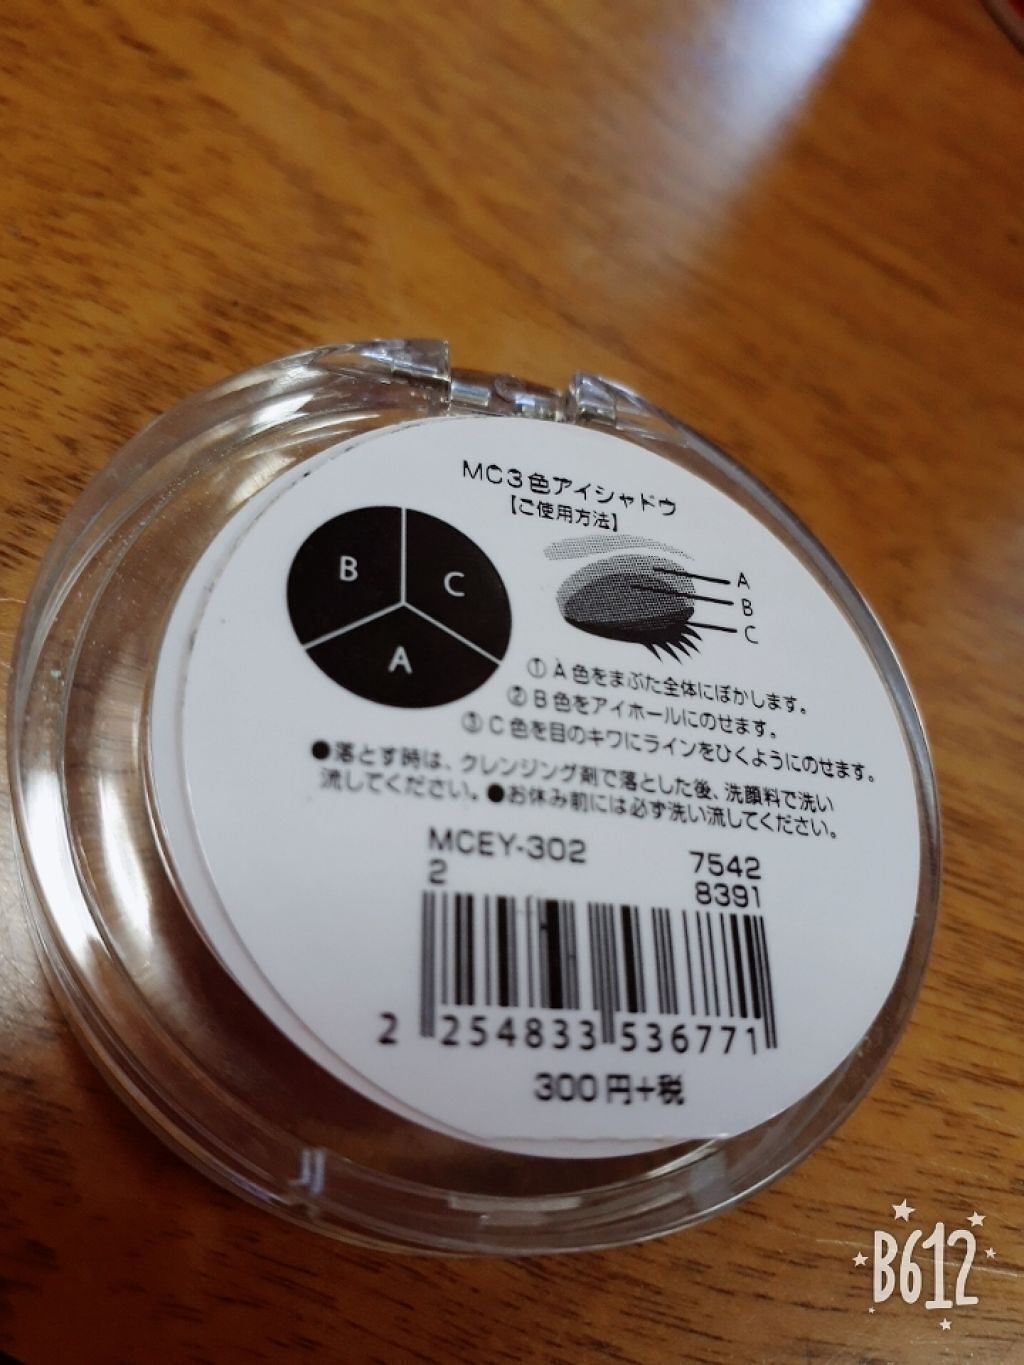 MC3色アイシャドウ
【ご使用方法】
B
C
A
A
B
C
①A色をまぶた全体にぼかします。
②B色をアイホールにのせます。
③C色を目のキワにラインをひくようにのせます。
●落とす時は、クレンジング剤で落とした後、洗顔料で洗い
流してください。●お休み前には必ず洗い流してください。
MCEY-302 7542
2 8391
2 254833 536771
300円+税
B612